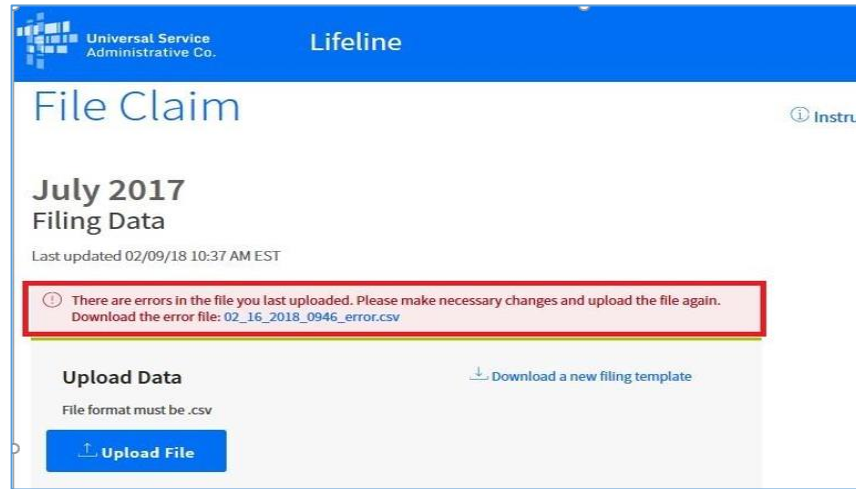 Universal Service
Administrative Co.
Lifeline
File Claim
Instru
July 2017
Filing Data
Last updated 02/09/18 10:37 AM EST
There are errors in the file you last uploaded. Please make necessary changes and upload the file again.
Download the error file: 02_16_2018_0946_error.csv
Upload Data
Download a new filing template
File format must be .csv
Upload File